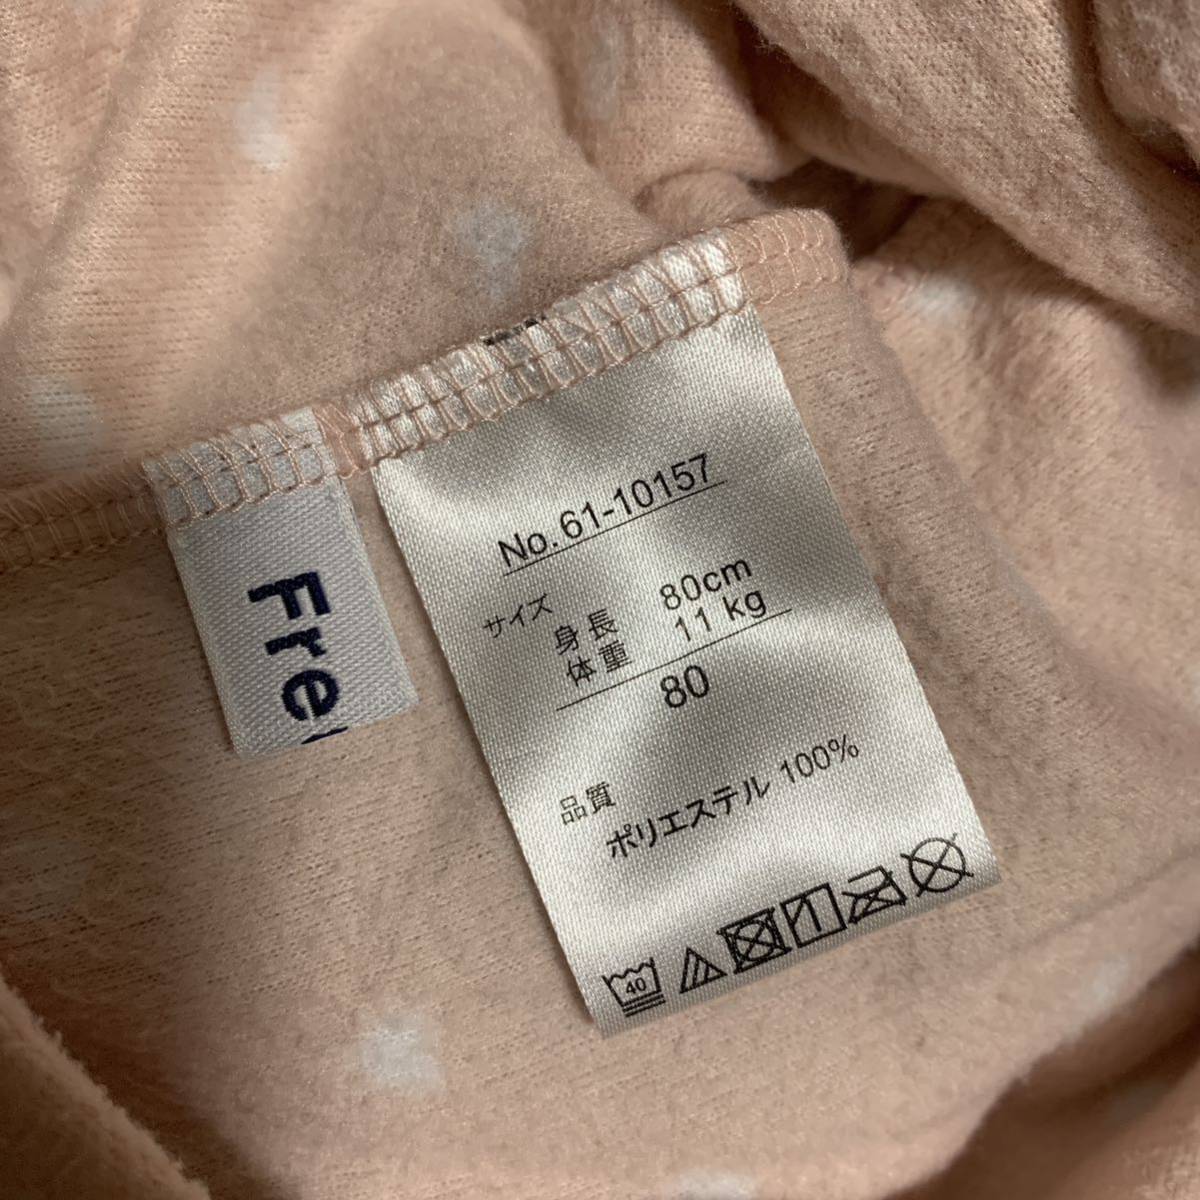 Fre
No.61-10157
サイズ
身長 80cm
体重 11 kg
80
品質
ポリエステル 100%
40